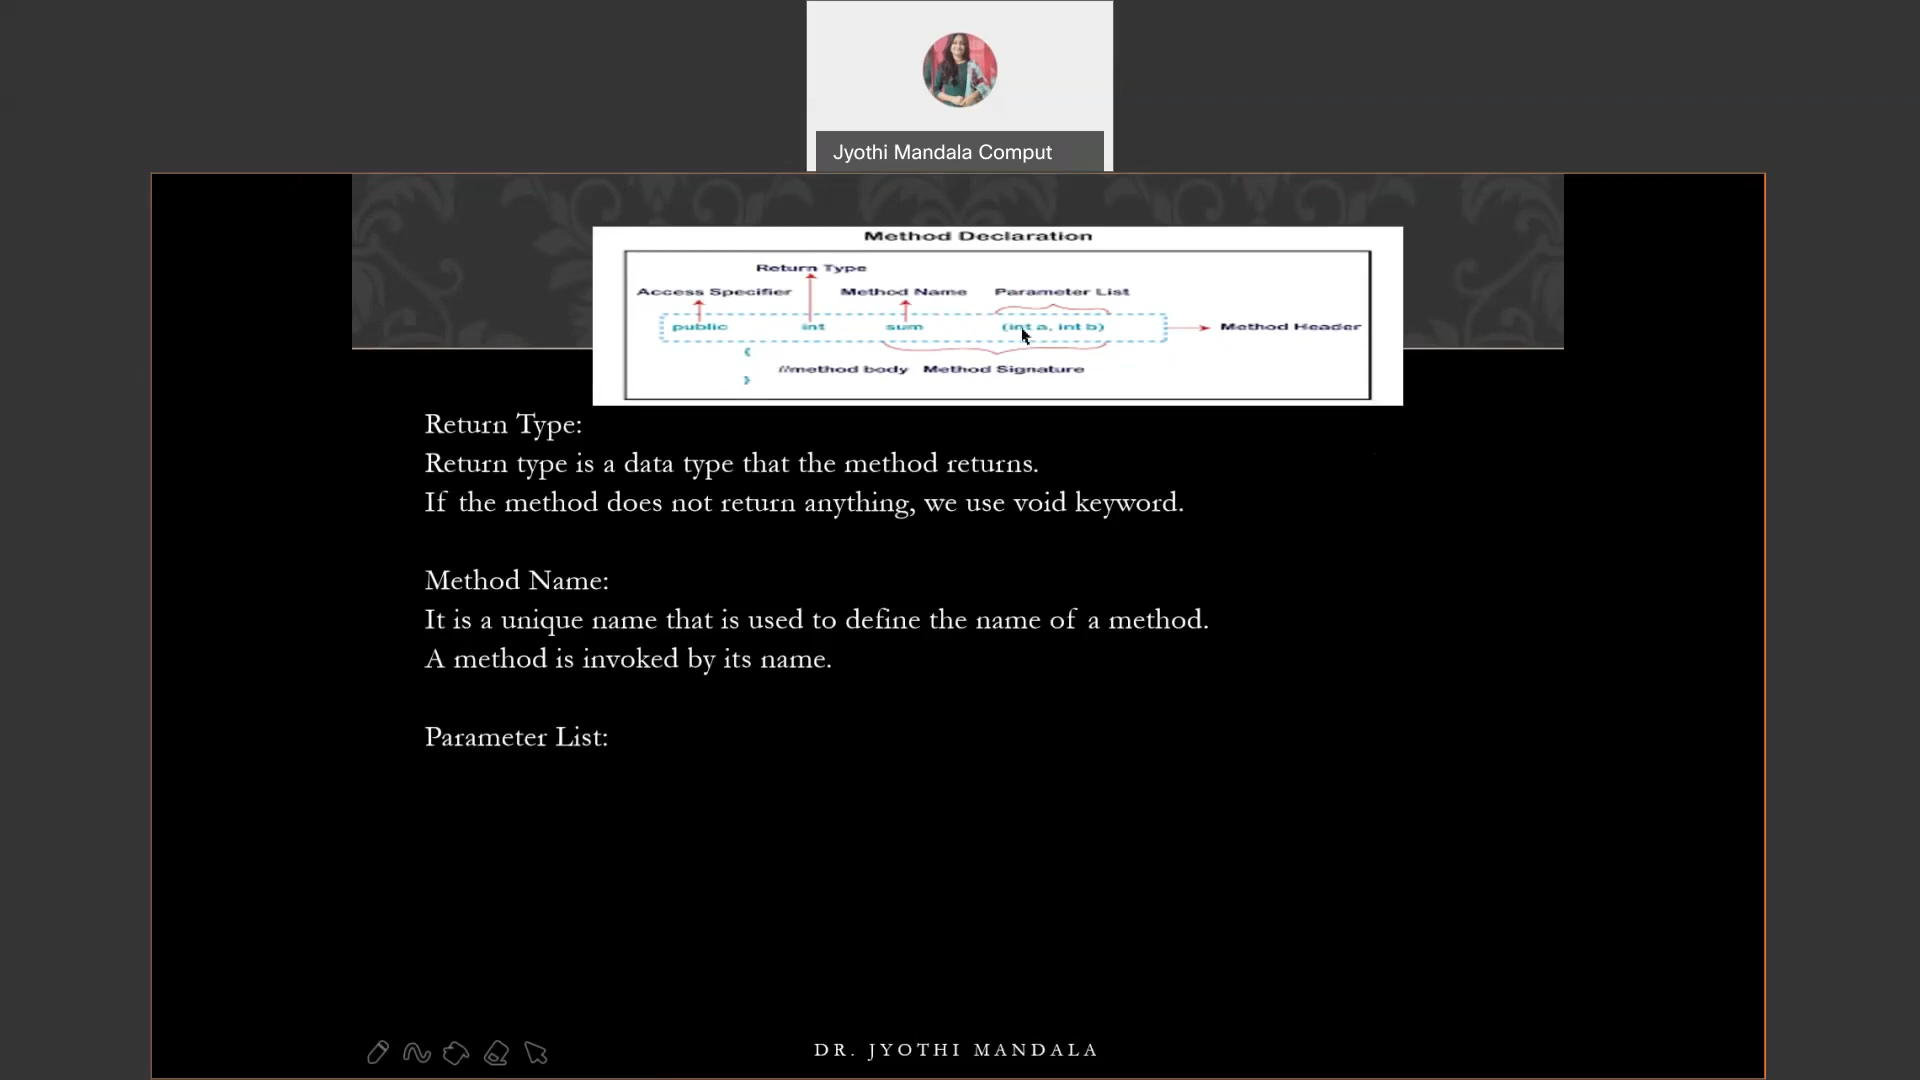 Jyothi Mandala Comput
Method Declaration
Return Type
Access Specifier Method Name Parameter List
public int sum (int a, int b) Method Header
{
//method body Method Signature
}
Return Type:
Return type is a data type that the method returns.
If the method does not return anything, we use void keyword.
Method Name:
It is a unique name that is used to define the name of a method.
A method is invoked by its name.
Parameter List:
DR. JYOTHI MANDALA